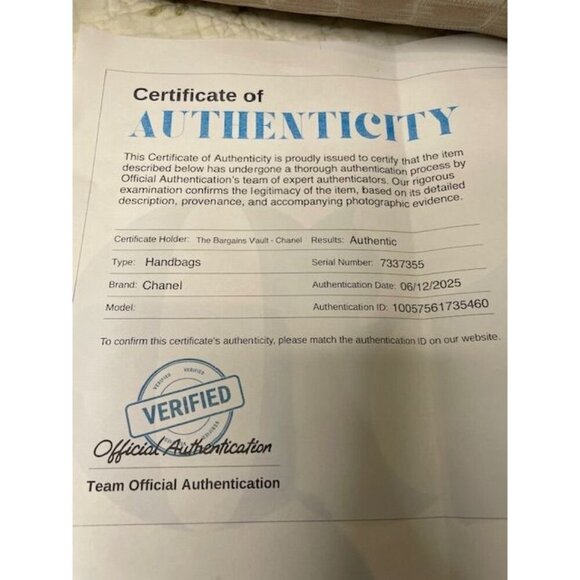 Certificate of
AUTHENTICITY
This Certificate of Authenticity is proudly issued to certify that the item
described below has undergone a thorough authentication process by
Official Authentication's team of expert authenticators. Our rigorous
examination confirms the legitimacy of the item, based on its detailed
description, provenance, and accompanying photographic evidence.
Certificate Holder: The Bargains Vault - Chanel Results: Authentic
Type: Handbags Serial Number: 7337355
Brand: Chanel Authentication Date: 06/12/2025
Model: Authentication ID: 10057561735460
To confirm this certificate's authenticity, please match the authentication ID on our website.
VERIFIED
VERIFIED
VERIFIED
VERIFIED
Official Authentication
Team Official Authentication